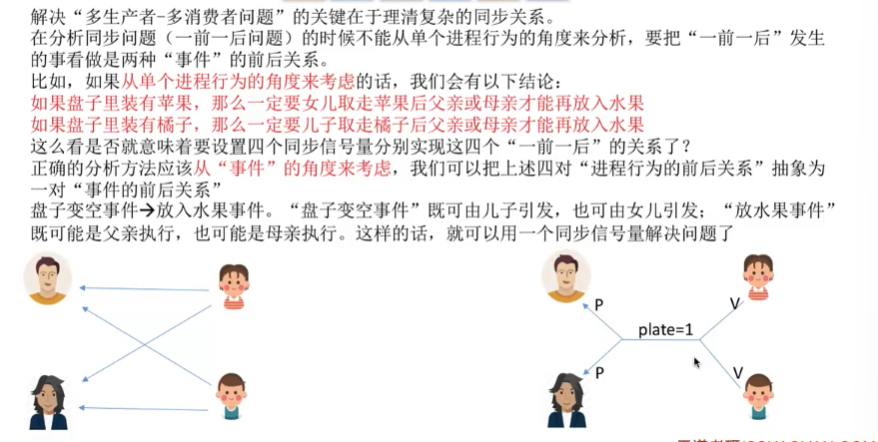 解决“多生产者-多消费者问题”的关键在于理清复杂的同步关系。
在分析同步问题（一前一后问题）的时候不能从单个进程行为的角度来分析，要把“一前一后”发生
的事看做是两种“事件”的前后关系。
比如，如果从单个进程行为的角度来考虑的话，我们会有以下结论：
如果盘子里装有苹果，那么一定要女儿取走苹果后父亲或母亲才能再放入水果
如果盘子里装有橘子，那么一定要儿子取走橘子后父亲或母亲才能再放入水果
这么看是否就意味着要设置四个同步信号量分别实现这四个“一前一后”的关系了？
正确的分析方法应该从“事件”的角度来考虑，我们可以把上述四对“进程行为的前后关系”抽象为
一对“事件的前后关系”
盘子变空事件→放入水果事件。“盘子变空事件”既可由儿子引发，也可由女儿引发；“放水果事件”
既可能是父亲执行，也可能是母亲执行。这样的话，就可以用一个同步信号量解决问题了
P
V
plate=1
P
V